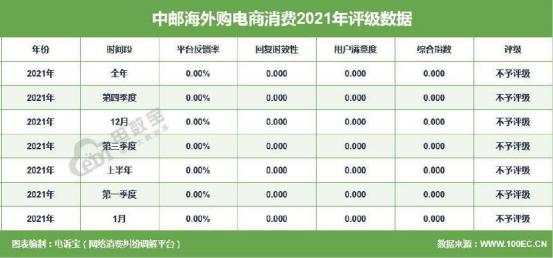 中邮海外购电商消费2021年评级数据
年份 时间段 平台反馈率 回复时效性 用户满意度 综合指数 评级
2021年 全年 0.00% 0.000 0.000 0.000 不予评级
2021年 第四季度 0.00% 0.000 0.000 0.000 不予评级
2021年 12月 0.00% 0.000 0.000 0.000 不予评级
2021年 第三季度 0.00% 0.000 0.000 0.000 不予评级
2021年 上半年 0.00% 0.000 0.000 0.000 不予评级
2021年 第一季度 0.00% 0.000 0.000 0.000 不予评级
2021年 1月 0.00% 0.000 0.000 0.000 不予评级
电数宝
图表编制：电诉宝（网络消费纠纷调解平台） 数据来源：WWW.100EC.CN